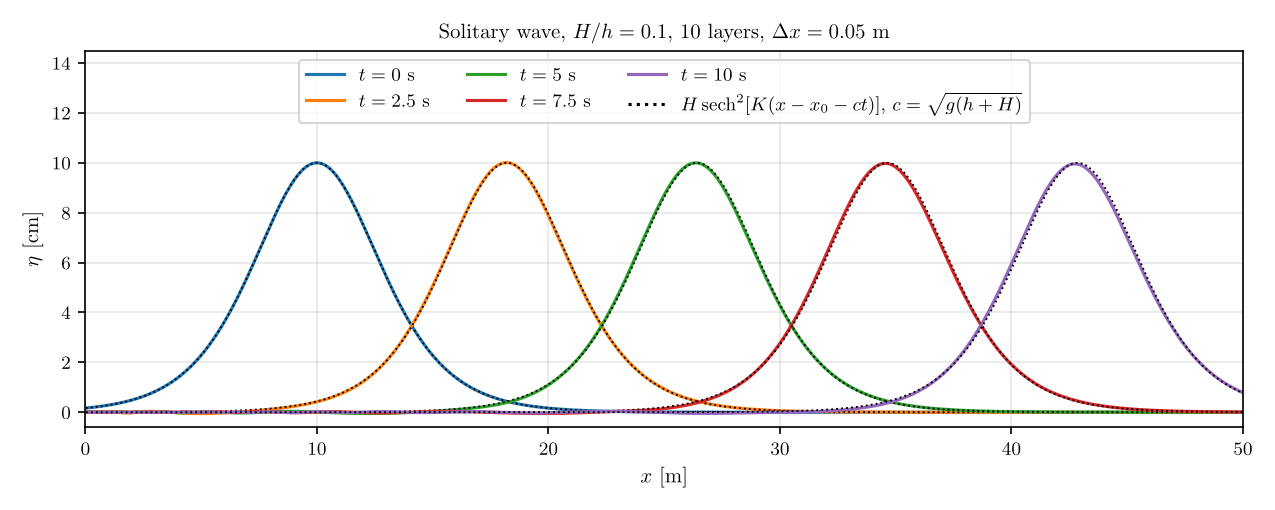 Solitary wave, H/h = 0.1, 10 layers, Δx = 0.05 m
t = 0 s
t = 2.5 s
t = 5 s
t = 7.5 s
t = 10 s
H sech²[K(x − x₀ − ct)], c = √g(h + H)
η [cm]
14
12
10
8
6
4
2
0
0 10 20 30 40 50
x [m]